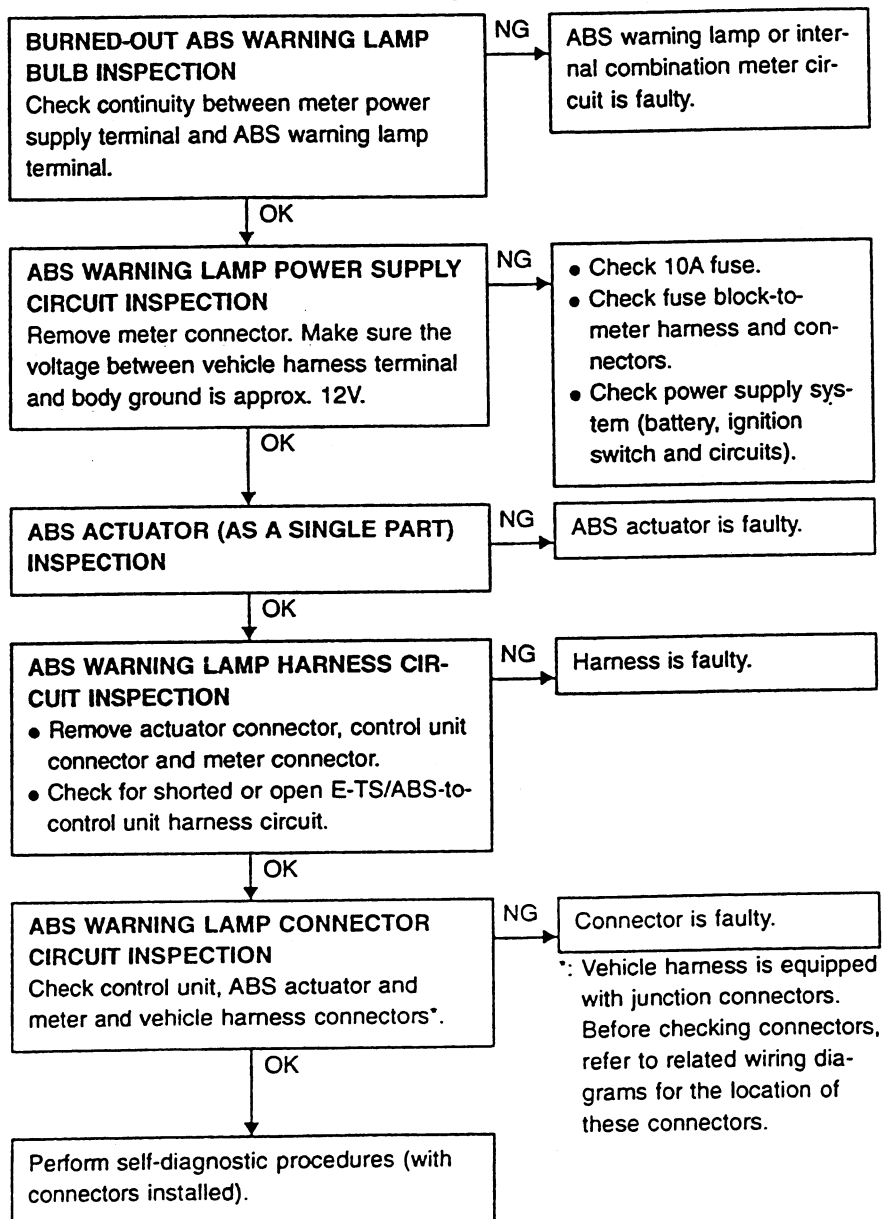 BURNED-OUT ABS WARNING LAMP
BULB INSPECTION
Check continuity between meter power
supply terminal and ABS warning lamp
terminal.
NG
ABS warning lamp or inter-
nal combination meter cir-
cuit is faulty.
OK
ABS WARNING LAMP POWER SUPPLY
CIRCUIT INSPECTION
Remove meter connector. Make sure the
voltage between vehicle harness terminal
and body ground is approx. 12V.
NG
● Check 10A fuse.
● Check fuse block-to-
meter harness and con-
nectors.
● Check power supply sys-
tem (battery, ignition
switch and circuits).
OK
ABS ACTUATOR (AS A SINGLE PART)
INSPECTION
NG
ABS actuator is faulty.
OK
ABS WARNING LAMP HARNESS CIR-
CUIT INSPECTION
● Remove actuator connector, control unit
connector and meter connector.
● Check for shorted or open E-TS/ABS-to-
control unit harness circuit.
NG
Harness is faulty.
OK
ABS WARNING LAMP CONNECTOR
CIRCUIT INSPECTION
Check control unit, ABS actuator and
meter and vehicle harness connectors*.
NG
Connector is faulty.
*: Vehicle harness is equipped
with junction connectors.
Before checking connectors,
refer to related wiring dia-
grams for the location of
these connectors.
OK
Perform self-diagnostic procedures (with
connectors installed).